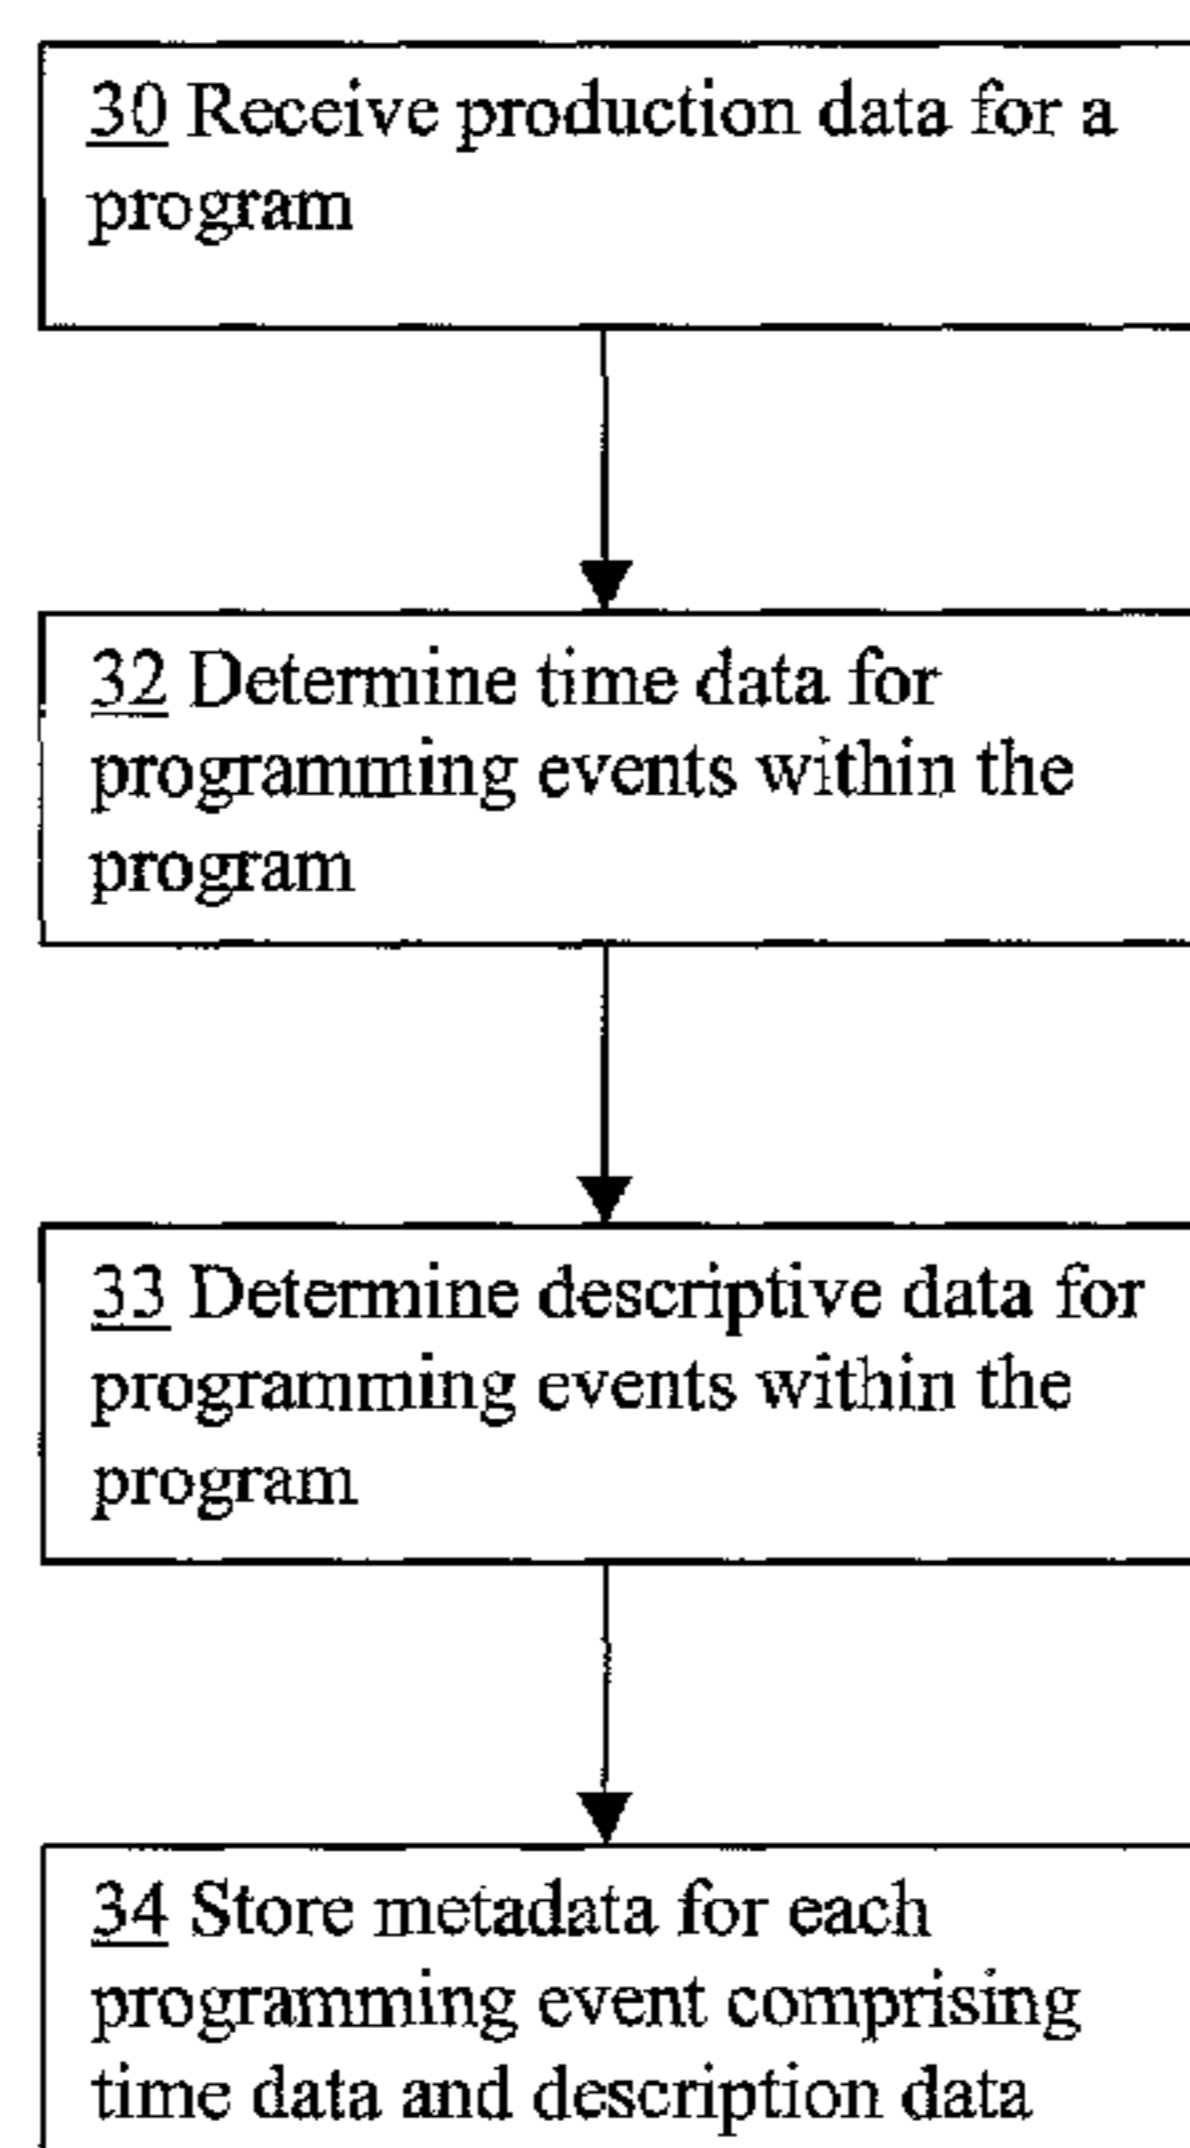 30 Receive production data for a
program
32 Determine time data for
programming events within the
program
33 Determine descriptive data for
programming events within the
program
34 Store metadata for each
programming event comprising
time data and description data